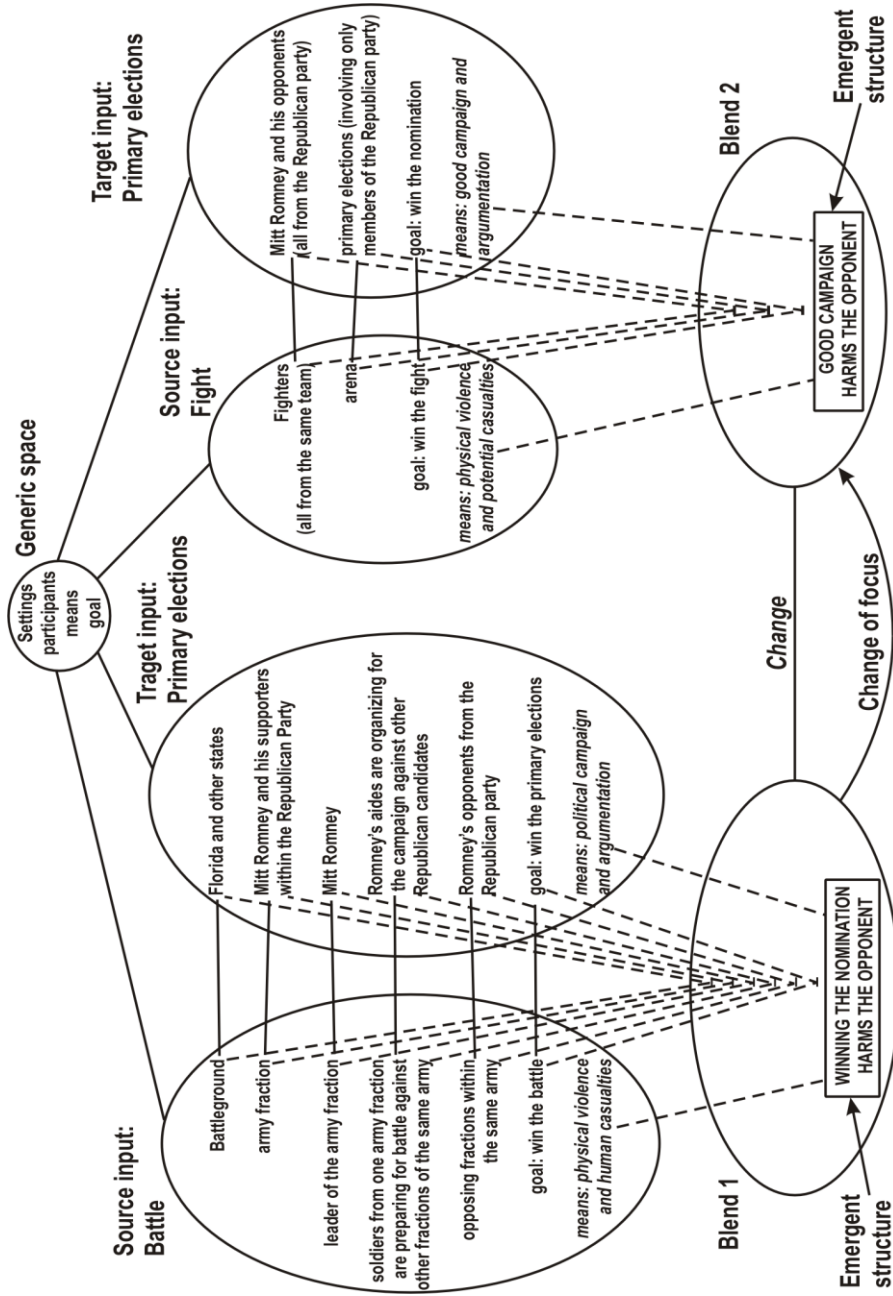 Generic space
Settings
participants
means
goal
Source input:
Battle
Battleground
army fraction
leader of the army fraction
soldiers from one army fraction
are preparing for battle against
other fractions of the same army
opposing fractions within
the same army
goal: win the battle
means: physical violence
and human casualties
Traget input:
Primary elections
Florida and other states
Mitt Romney and his supporters
within the Republican Party
Mitt Romney
Romney's aides are organizing for
the campaign against other
Republican candidates
Romney's opponents from the
Republican party
goal: win the primary elections
means: political campaign
and argumentation
Source input:
Fight
Fighters
(all from the same team)
arena
goal: win the fight
means: physical violence
and potential casualties
Target input:
Primary elections
Mitt Romney and his opponents
(all from the Republican party)
primary elections (involving only
members of the Republican party)
goal: win the nomination
means: good campaign and
argumentation
Blend 1
WINNING THE NOMINATION
HARMS THE OPPONENT
Emergent
structure
Change
Change of focus
Blend 2
GOOD CAMPAIGN
HARMS THE OPPONENT
Emergent
structure